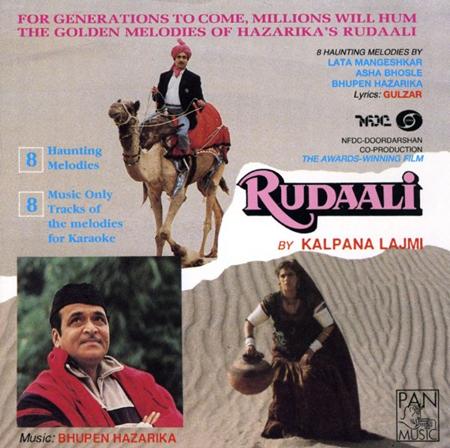 FOR GENERATIONS TO COME, MILLIONS WILL HUM
THE GOLDEN MELODIES OF HAZARIKA'S RUDAALI
8 HAUNTING MELODIES BY
LATA MANGESHKAR
ASHA BHOSLE
BHUPEN HAZARIKA
Lyrics: GULZAR
NFDC
NFDC-DOORDARSHAN
CO-PRODUCTION
THE AWARDS-WINNING FILM
8 Haunting
Melodies
8 Music Only
Tracks of
the melodies
for Karaoke
RUDAALI
BY KALPANA LAJMI
Music: BHUPEN HAZARIKA
PAN
MUSIC